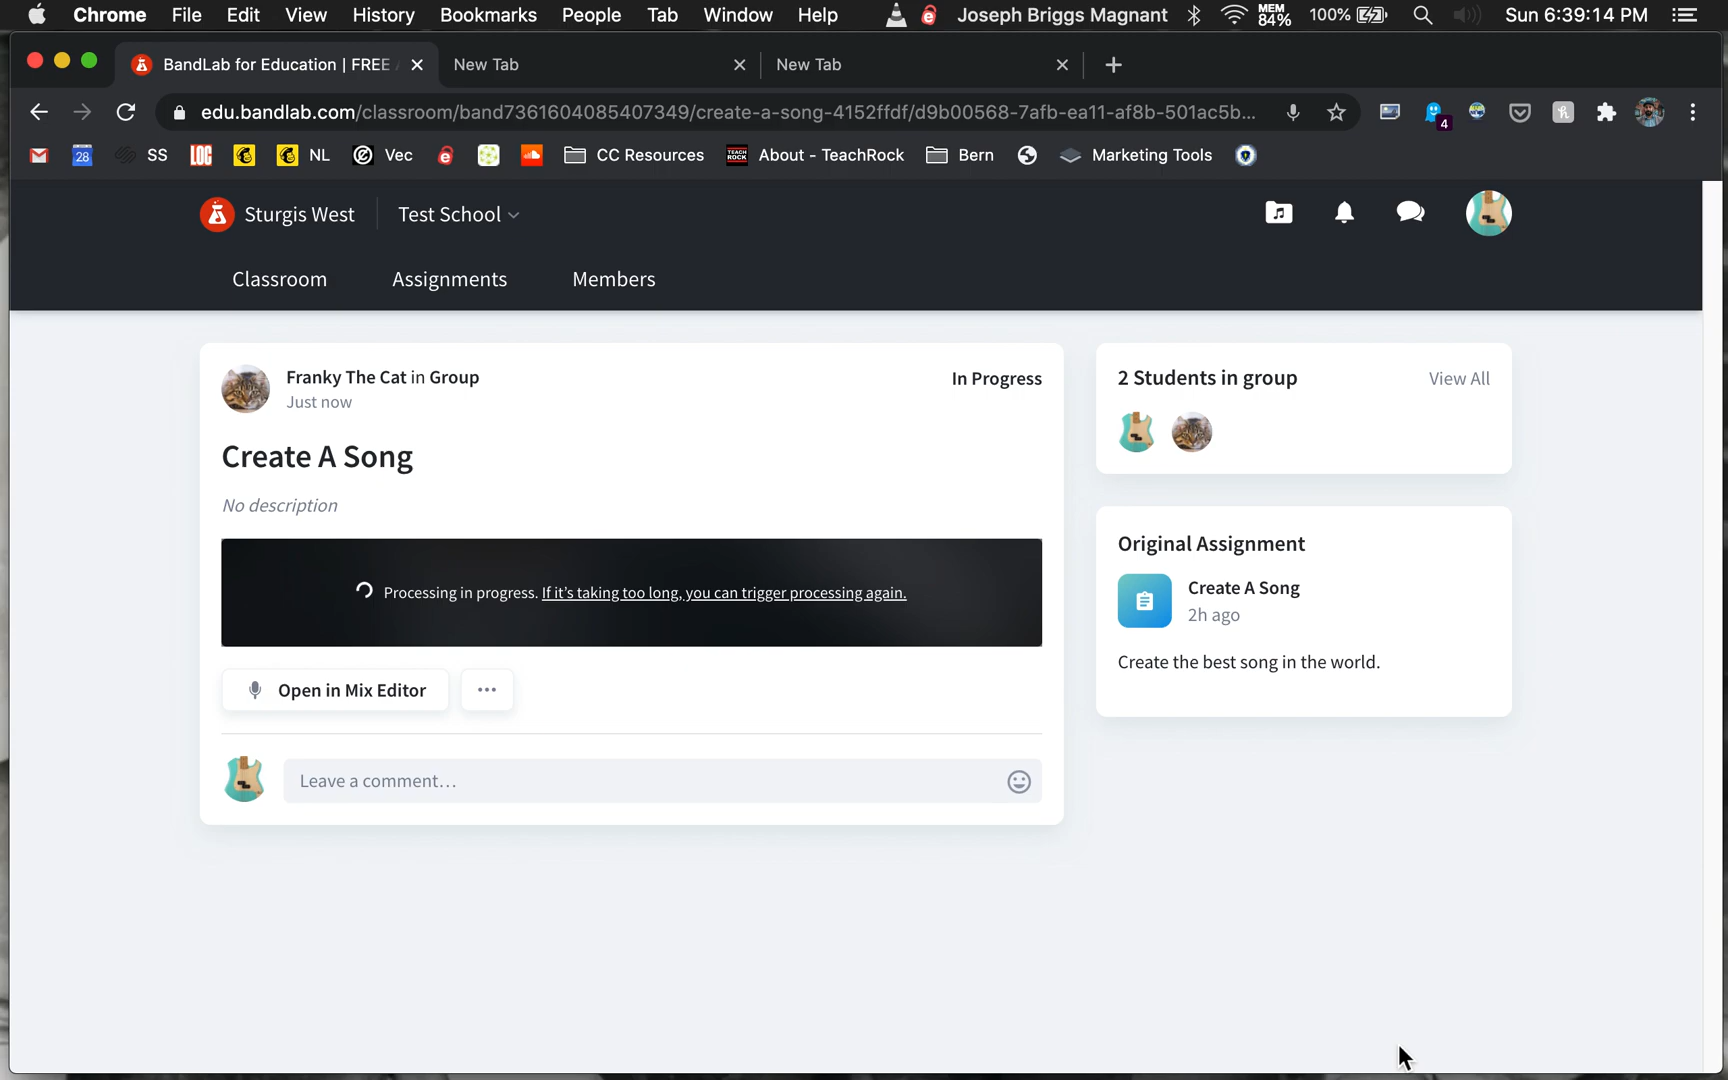 Chrome File Edit View History Bookmarks People Tab Window Help Joseph Briggs Magnant MEM 84% 100% Sun 6:39:14 PM
BandLab for Education | FREE New Tab New Tab
edu.bandlab.com/classroom/band7361604085407349/create-a-song-4152ffdf/d9b00568-7afb-ea11-af8b-501ac5b... 4
28 SS LOC NL Vec TEACH ROCK CC Resources About - TeachRock Bern Marketing Tools
Sturgis West Test School
Classroom Assignments Members
Franky The Cat in Group
Just now
In Progress
Create A Song
No description
Processing in progress. If it's taking too long, you can trigger processing again.
Open in Mix Editor ...
Leave a comment...
2 Students in group View All
Original Assignment
Create A Song
2h ago
Create the best song in the world.